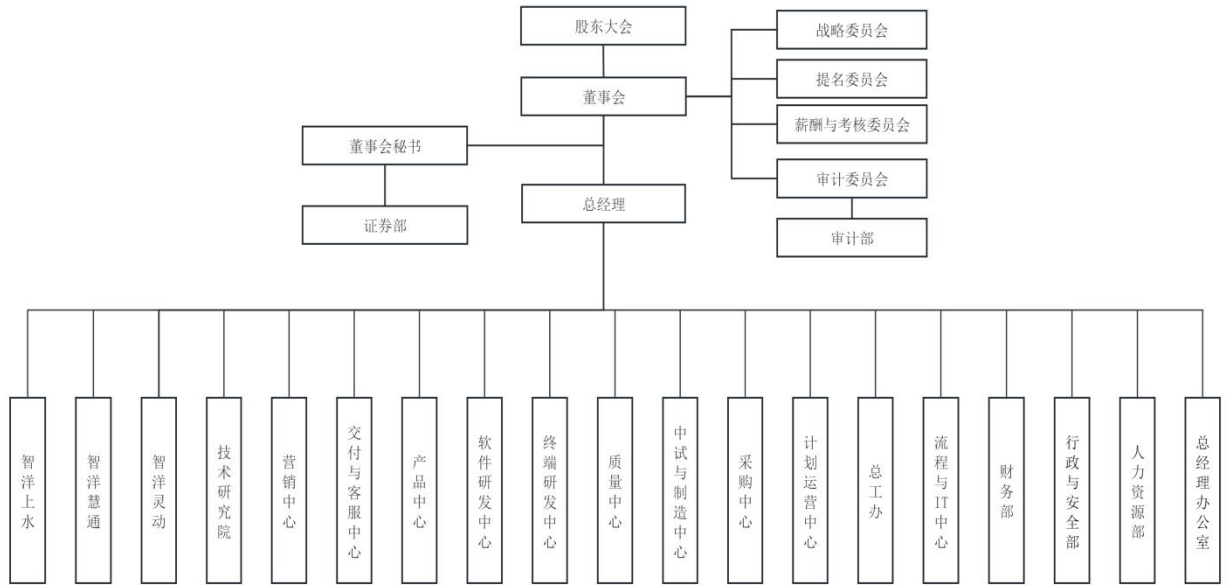 股东大会
战略委员会
提名委员会
董事会
薪酬与考核委员会
董事会秘书
审计委员会
总经理
证券部
审计部
智洋上水
智洋慧通
智洋灵动
技术研究院
营销中心
交付与客服中心
产品中心
软件研发中心
终端研发中心
质量中心
中试与制造中心
采购中心
计划运营中心
总工办
流程与IT中心
财务部
行政与安全部
人力资源部
总经理办公室